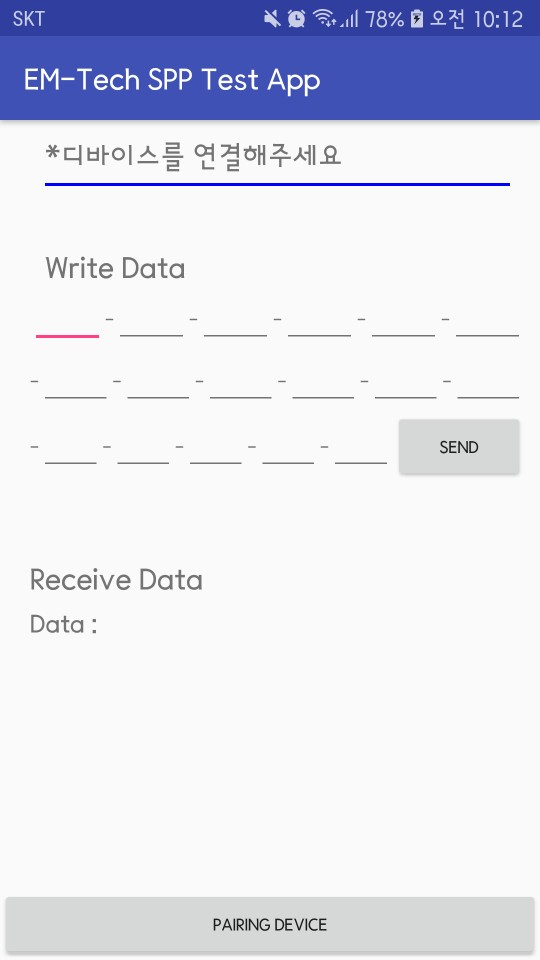 SKT 78% 오전 10:12
EM-Tech SPP Test App
*디바이스를 연결해주세요
Write Data
- - - - -
- - - - - -
- - - - - SEND
Receive Data
Data :
PAIRING DEVICE